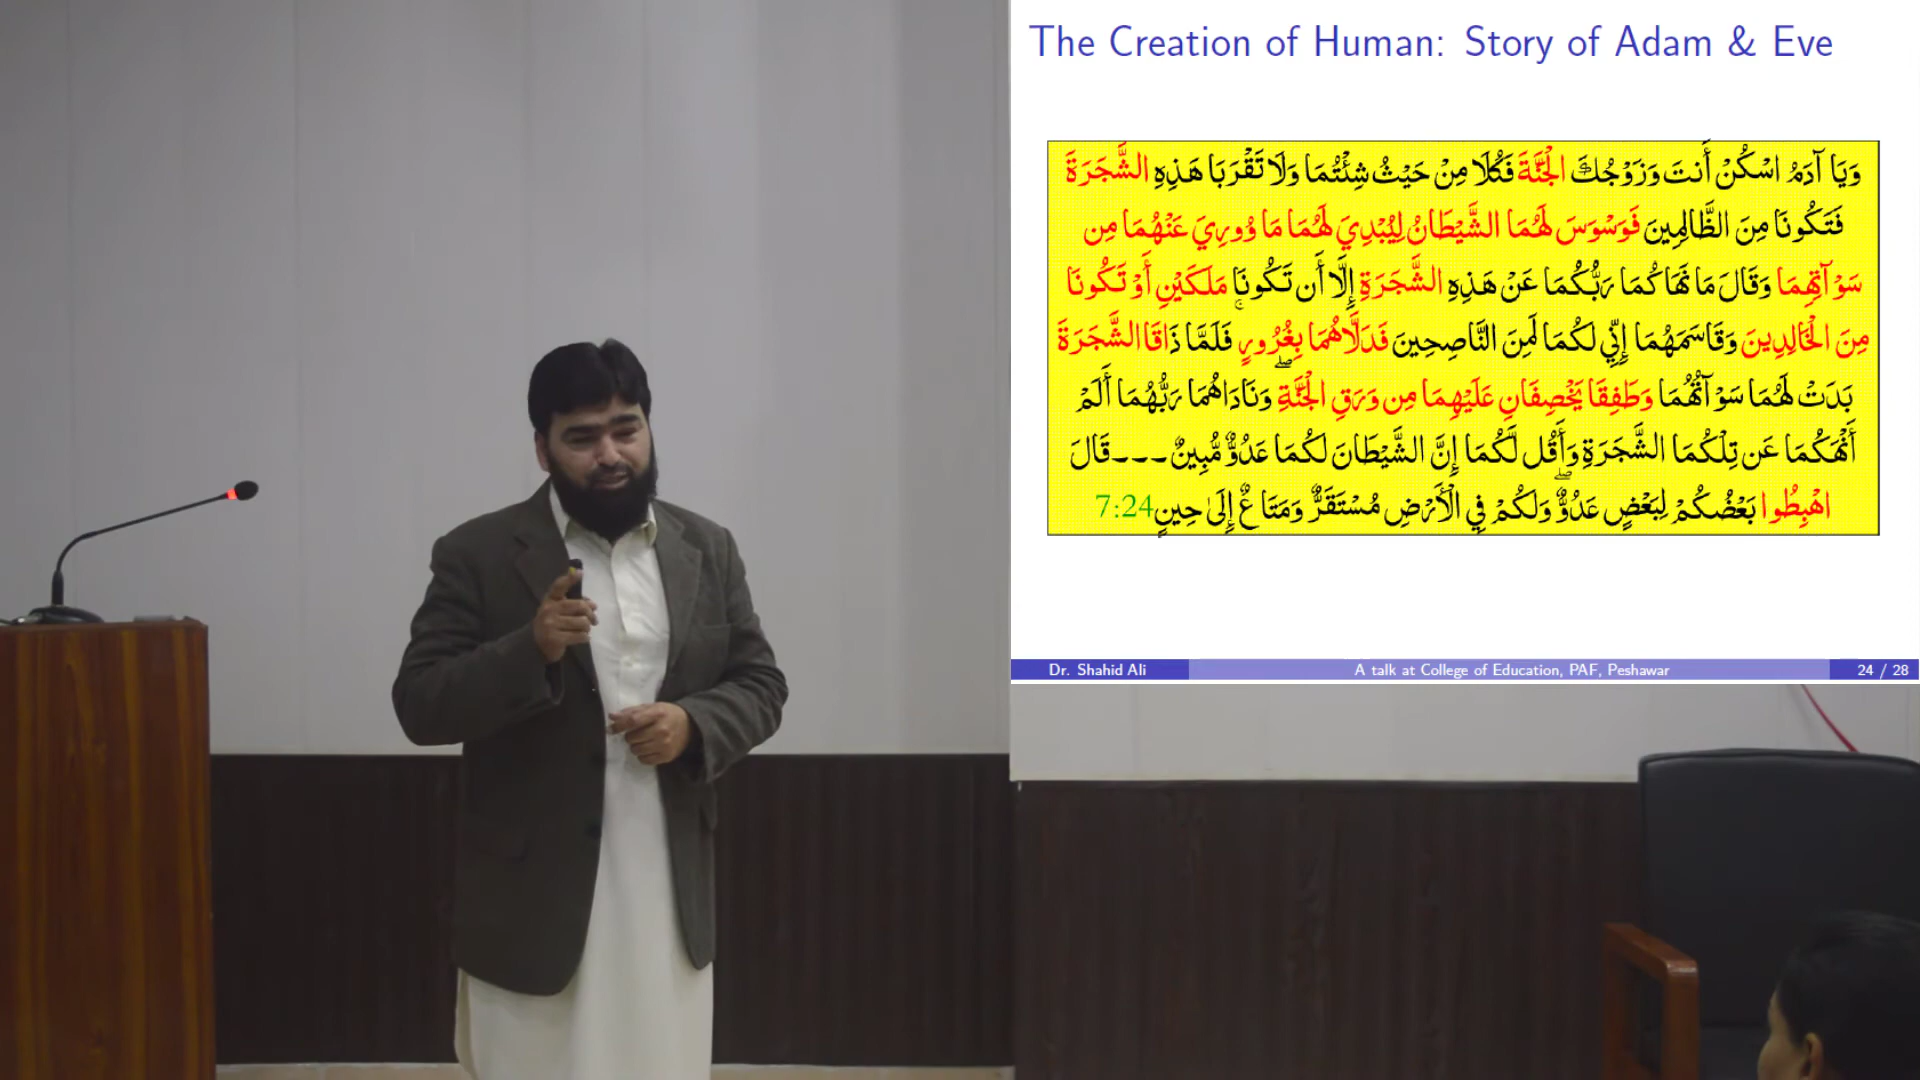 The Creation of Human: Story of Adam & Eve
وَيَا آدَمُ اسْكُنْ أَنتَ وَزَوْجُكَ الْجَنَّةَ فَكُلَا مِنْ حَيْثُ شِئْتُمَا وَلَا تَقْرَبَا هَذِهِ الشَّجَرَةَ
فَتَكُونَا مِنَ الظَّالِمِينَ فَوَسْوَسَ لَهُمَا الشَّيْطَانُ لِيُبْدِيَ لَهُمَا مَا وُورِيَ عَنْهُمَا مِن
سَوْآتِهِمَا وَقَالَ مَا نَهَاكُمَا رَبُّكُمَا عَنْ هَذِهِ الشَّجَرَةِ إِلَّا أَن تَكُونَا مَلَكَيْنِ أَوْ تَكُونَا
مِنَ الْخَالِدِينَ وَقَاسَمَهُمَا إِنِّي لَكُمَا لَمِنَ النَّاصِحِينَ فَدَلَّاهُمَا بِغُرُورٍ ۖ فَلَمَّا ذَاقَا الشَّجَرَةَ
بَدَتْ لَهُمَا سَوْآتُهُمَا وَطَفِقَا يَخْصِفَانِ عَلَيْهِمَا مِن وَرَقِ الْجَنَّةِ وَنَادَاهُمَا رَبُّهُمَا أَلَمْ
أَنْهَكُمَا عَن تِلْكُمَا الشَّجَرَةِ وَأَقُل لَّكُمَا إِنَّ الشَّيْطَانَ لَكُمَا عَدُوٌّ مُّبِينٌ ۔۔۔ قَالَ
اهْبِطُوا بَعْضُكُمْ لِبَعْضٍ عَدُوٌّ ۖ وَلَكُمْ فِي الْأَرْضِ مُسْتَقَرٌّ وَمَتَاعٌ إِلَىٰ حِينٍ 7:24
Dr. Shahid Ali A talk at College of Education, PAF, Peshawar 24 / 28